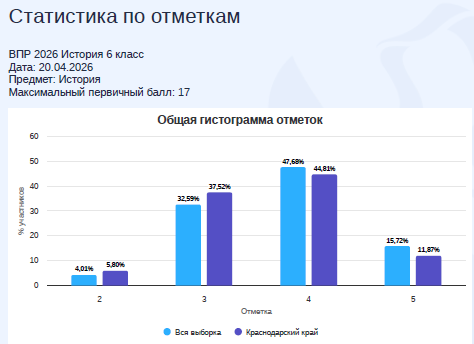 Статистика по отметкам
ВПР 2026 История 6 класс
Дата: 20.04.2026
Предмет: История
Максимальный первичный балл: 17
Общая гистограмма отметок
60
50
40
30
20
10
0
% участников
4,01%
5,80%
32,59%
37,52%
47,68%
44,81%
15,72%
11,87%
2
3
4
5
Отметка
Вся выборка
Краснодарский край